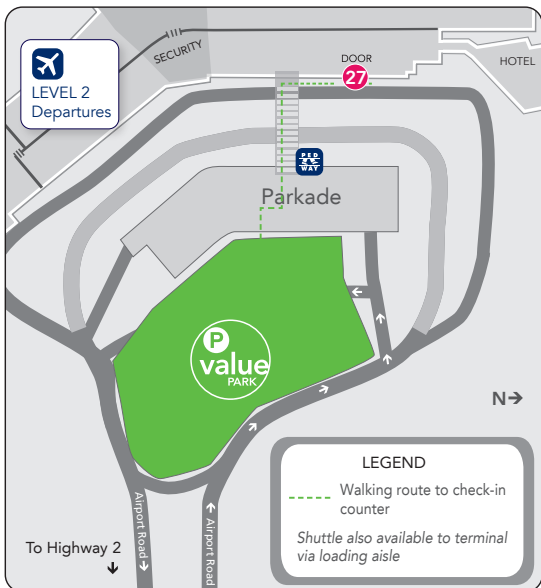 SECURITY
DOOR
27
HOTEL
LEVEL 2
Departures
PED
WAY
Parkade
P
value
PARK
N
LEGEND
Walking route to check-in
counter
Shuttle also available to terminal
via loading aisle
Airport Road
Airport Road
To Highway 2